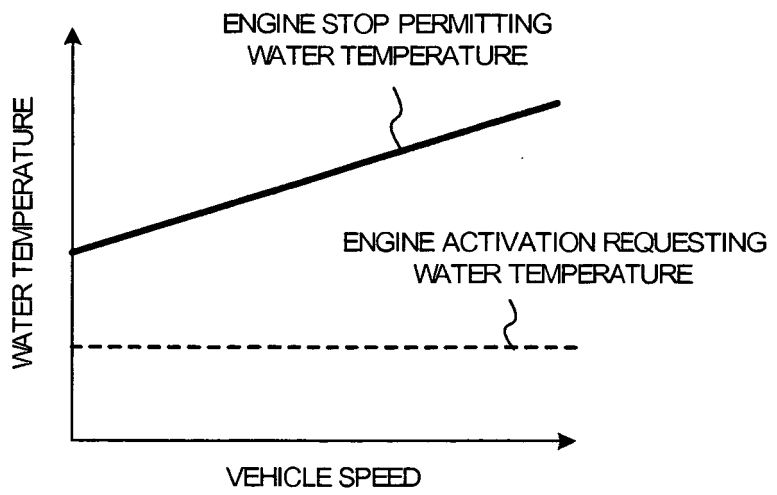 ENGINE STOP PERMITTING
WATER TEMPERATURE
WATER TEMPERATURE
ENGINE ACTIVATION REQUESTING
WATER TEMPERATURE
VEHICLE SPEED